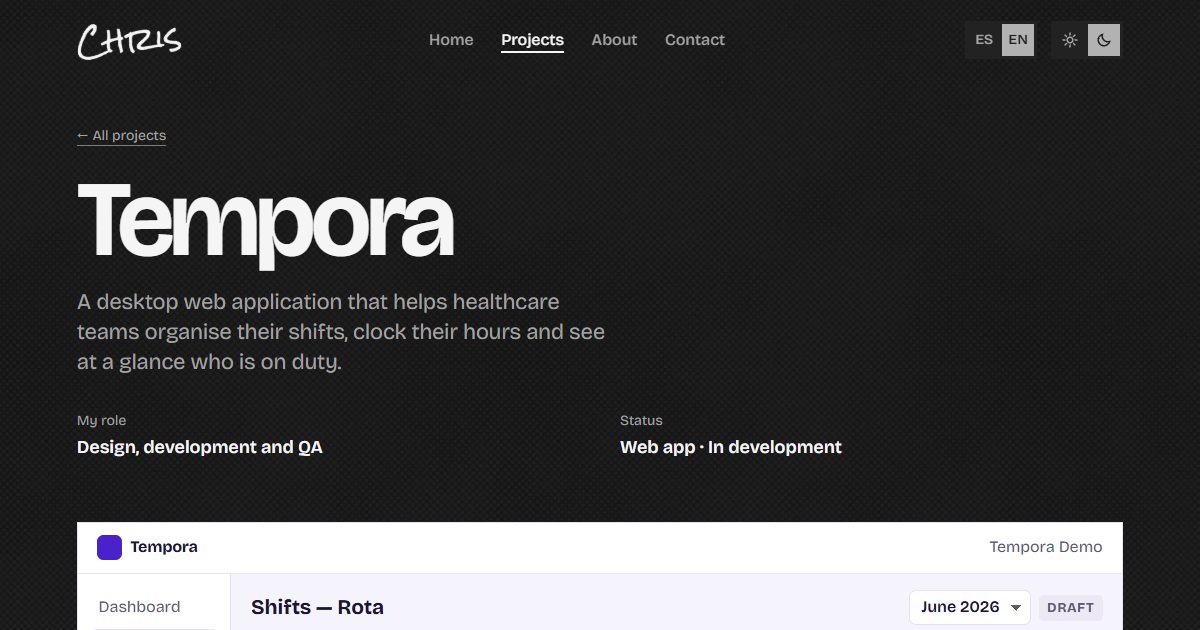 CHRIS
Home Projects About Contact
ES EN
← All projects
Tempora
A desktop web application that helps healthcare
teams organise their shifts, clock their hours and see
at a glance who is on duty.
My role
Design, development and QA
Status
Web app · In development
Tempora
Tempora Demo
Dashboard
Shifts — Rota
June 2026
DRAFT